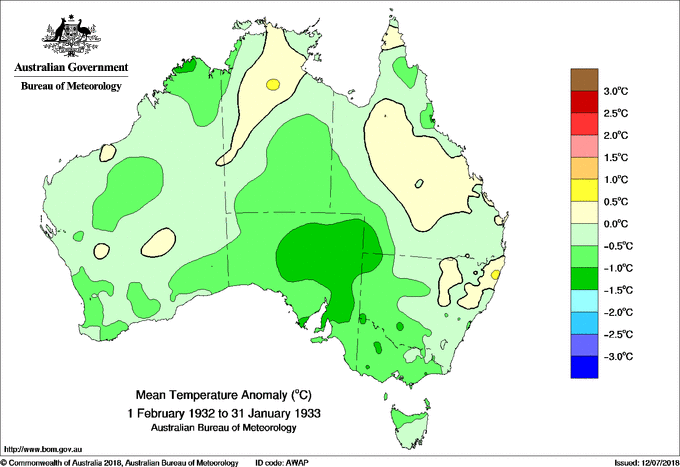 Australian Government
Bureau of Meteorology
3.0°C
2.5°C
2.0°C
1.5°C
1.0°C
0.5°C
0.0°C
−0.5°C
−1.0°C
−1.5°C
−2.0°C
−2.5°C
−3.0°C
Mean Temperature Anomaly (°C)
1 February 1932 to 31 January 1933
Australian Bureau of Meteorology
http://www.bom.gov.au
© Commonwealth of Australia 2018, Australian Bureau of Meteorology ID code: AWAP Issued: 12/07/2018